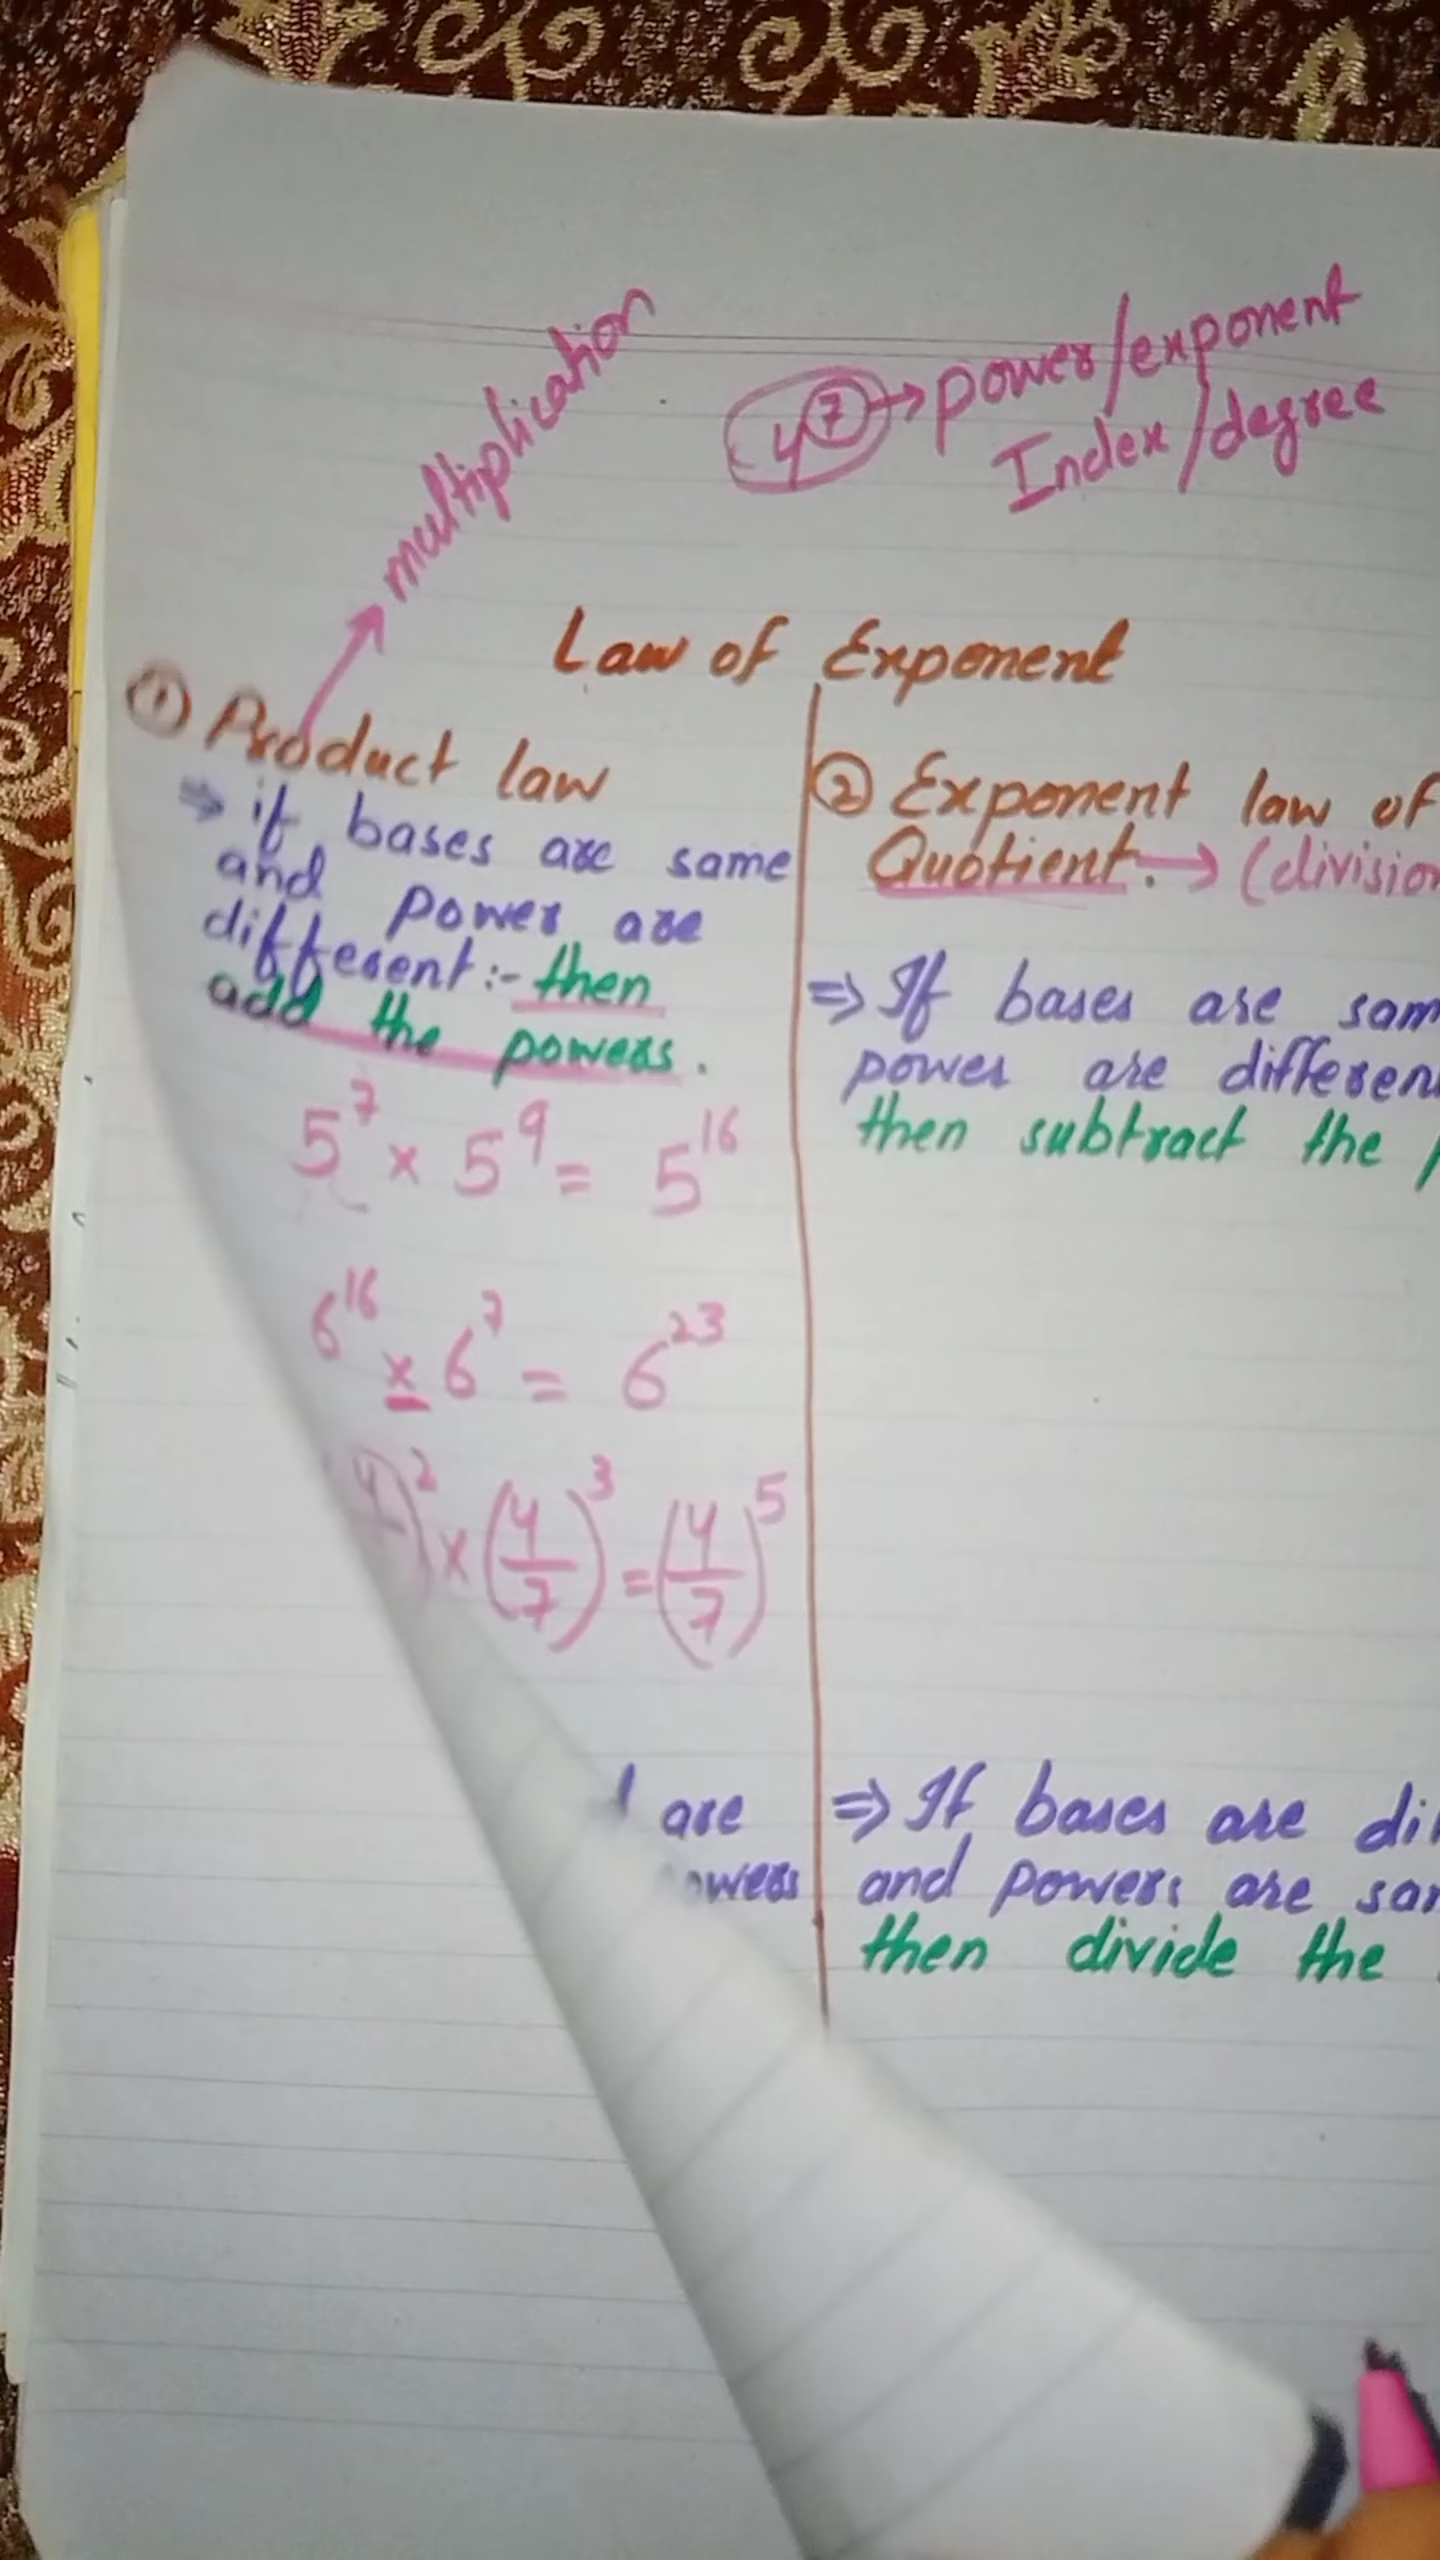 multiplication
4⁷ → power/exponent
Index/degree
Law of Exponent
① Product law
⇒ if bases are same
and power are
different:- then
add the powers.
5⁷ × 5⁹ = 5¹⁶
6¹⁶ × 6⁷ = 6²³
² × (4/7)³ = (4/7)⁵
are
② Exponent law of
Quotient. → (division
⇒ If bases are sam
power are differen
then subtract the
⇒ If bases are di
and powers are sa
then divide the